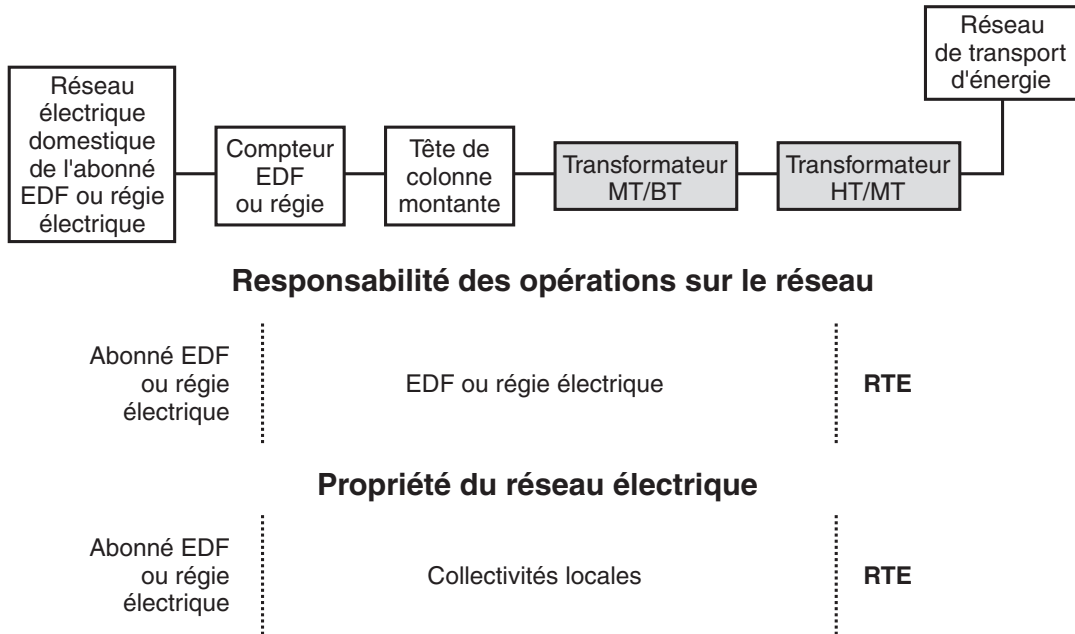 Réseau
de transport
d'énergie
Réseau
électrique
domestique
de l'abonné
EDF ou régie
électrique
Compteur
EDF
ou régie
Tête de
colonne
montante
Transformateur
MT/BT
Transformateur
HT/MT
Responsabilité des opérations sur le réseau
Abonné EDF
ou régie
électrique
EDF ou régie électrique
RTE
Propriété du réseau électrique
Abonné EDF
ou régie
électrique
Collectivités locales
RTE